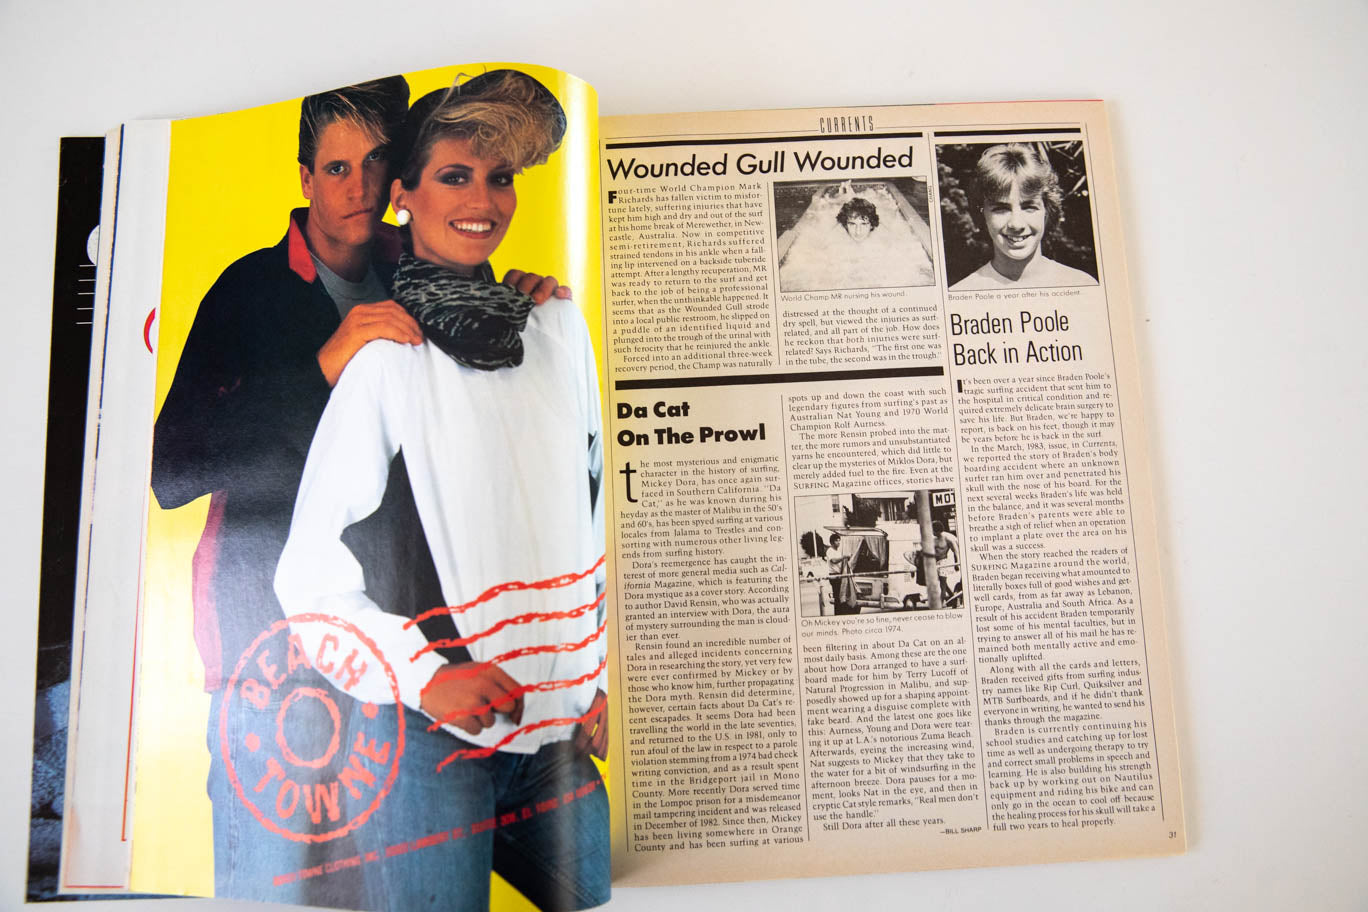 BEACH
TOWNE
CURRENTS
Wounded Gull Wounded
Four-time World Champion Mark
Richards has fallen victim to misfor-
tune lately, suffering injuries that have
kept him high and dry and out of the surf
at his home break of Merewether, in New-
castle, Australia. Now in competitive
semi-retirement, Richards suffered
strained tendons in his ankle when a fall-
ing lip intervened on a backside tuberide
attempt. After a lengthy recuperation, MR
was ready to return to the surf and get
back to the job of being a professional
surfer, when the unthinkable happened. It
seems that as the Wounded Gull strode
into a local public restroom, he slipped on
a puddle of an identified liquid and
plunged into the trough of the urinal with
such ferocity that he reinjured the ankle.
Forced into an additional three-week
recovery period, the Champ was naturally
CHANG
World Champ MR nursing his wound.
distressed at the thought of a continued
dry spell, but viewed the injuries as surf-
related, and all part of the job. How does
he reckon that both injuries were surf-
related? Says Richards, "The first one was
in the tube, the second was in the trough."
Da Cat
On The Prowl
the most mysterious and enigmatic
character in the history of surfing,
Mickey Dora, has once again sur-
faced in Southern California. "Da
Cat," as he was known during his
heyday as the master of Malibu in the 50's
and 60's, has been spyed surfing at various
locales from Jalama to Trestles and con-
sorting with numerous other living leg-
ends from surfing history.
Dora's reemergence has caught the in-
terest of more general media such as Cal-
ifornia Magazine, which is featuring the
Dora mystique as a cover story. According
to author David Rensin, who was actually
granted an interview with Dora, the aura
of mystery surrounding the man is cloud-
ier than ever.
Rensin found an incredible number of
tales and alleged incidents concerning
Dora in researching the story, yet very few
were ever confirmed by Mickey or by
those who know him, further propagating
the Dora myth. Rensin did determine,
however, certain facts about Da Cat's re-
cent escapades. It seems Dora had been
travelling the world in the late seventies,
and returned to the U.S. in 1981, only to
run afoul of the law in respect to a parole
violation stemming from a 1974 bad check
writing conviction, and as a result spent
time in the Bridgeport jail in Mono
County. More recently Dora served time
in the Lompoc prison for a misdemeanor
mail tampering incident and was released
in December of 1982. Since then, Mickey
has been living somewhere in Orange
County and has been surfing at various
spots up and down the coast with such
legendary figures from surfing's past as
Australian Nat Young and 1970 World
Champion Rolf Aurness.
The more Rensin probed into the mat-
ter, the more rumors and unsubstantiated
yarns he encountered, which did little to
clear up the mysteries of Miklos Dora, but
merely added fuel to the fire. Even at the
SURFING Magazine offices, stories have
MOT
Oh Mickey you're so fine, never cease to blow
our minds. Photo circa 1974.
been filtering in about Da Cat on an al-
most daily basis. Among these are the one
about how Dora arranged to have a surf-
board made for him by Terry Lucoff of
Natural Progression in Malibu, and sup-
posedly showed up for a shaping appoint-
ment wearing a disguise complete with
fake beard. And the latest one goes like
this: Aurness, Young and Dora were tear-
ing it up at L.A.'s notorious Zuma Beach.
Afterwards, eyeing the increasing wind,
Nat suggests to Mickey that they take to
the water for a bit of windsurfing in the
afternoon breeze. Dora pauses for a mo-
ment, looks Nat in the eye, and then in
cryptic Cat style remarks, "Real men don't
use the handle."
Still Dora after all these years.
—BILL SHARP
Braden Poole a year after his accident.
Braden Poole
Back in Action
It's been over a year since Braden Poole's
tragic surfing accident that sent him to
the hospital in critical condition and re-
quired extremely delicate brain surgery to
save his life. But Braden, we're happy to
report, is back on his feet, though it may
be years before he is back in the surf.
In the March, 1983, issue, in Currents,
we reported the story of Braden's body
boarding accident where an unknown
surfer ran him over and penetrated his
skull with the nose of his board. For the
next several weeks Braden's life was held
in the balance, and it was several months
before Braden's parents were able to
breathe a sigh of relief when an operation
to implant a plate over the area on his
skull was a success.
When the story reached the readers of
SURFING Magazine around the world,
Braden began receiving what amounted to
literally boxes full of good wishes and get-
well cards, from as far away as Lebanon,
Europe, Australia and South Africa. As a
result of his accident Braden temporarily
lost some of his mental faculties, but in
trying to answer all of his mail he has re-
mained both mentally active and emo-
tionally uplifted.
Along with all the cards and letters,
Braden received gifts from surfing indus-
try names like Rip Curl, Quiksilver and
MTB Surfboards, and if he didn't thank
everyone in writing, he wanted to send his
thanks through the magazine.
Braden is currently continuing his
school studies and catching up for lost
time as well as undergoing therapy to try
and correct small problems in speech and
learning. He is also building his strength
back up by working out on Nautilus
equipment and riding his bike and can
only go in the ocean to cool off because
the healing process for his skull will take a
full two years to heal properly.
31